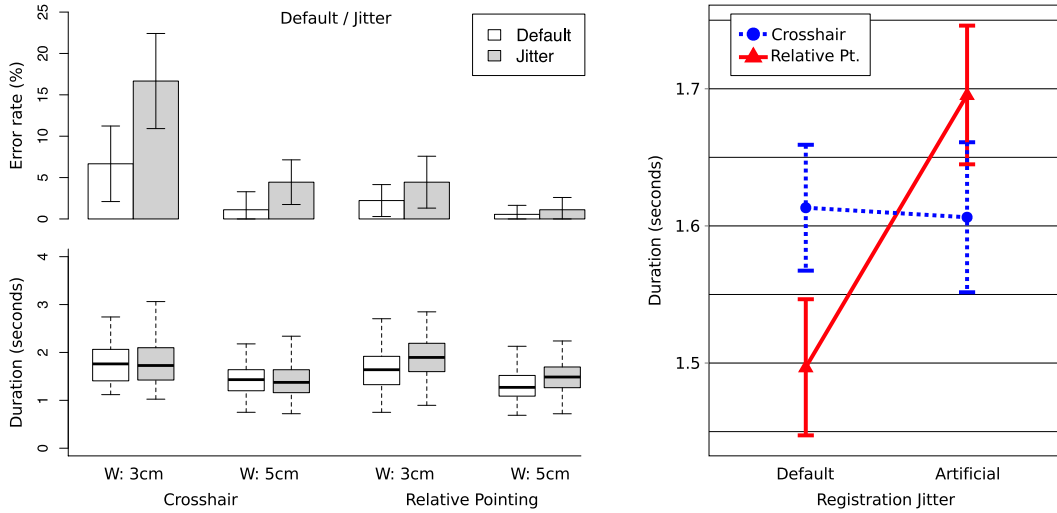 Default / Jitter
Default
Jitter
Error rate (%)
25
20
15
10
5
0
Duration (seconds)
4
3
2
1
0
W: 3cm
W: 5cm
W: 3cm
W: 5cm
Crosshair
Relative Pointing
Crosshair
Relative Pt.
Duration (seconds)
1.7
1.6
1.5
Default
Artificial
Registration Jitter